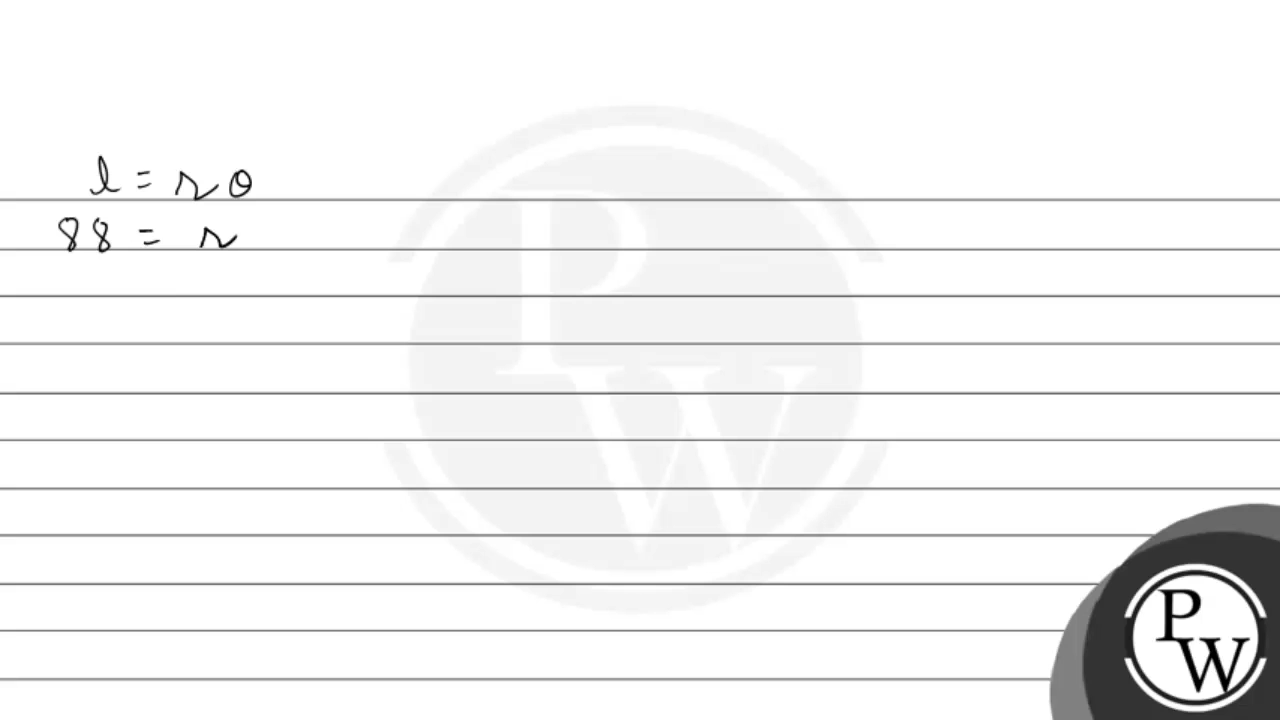 l = rθ
88 = r
P
W
P
W